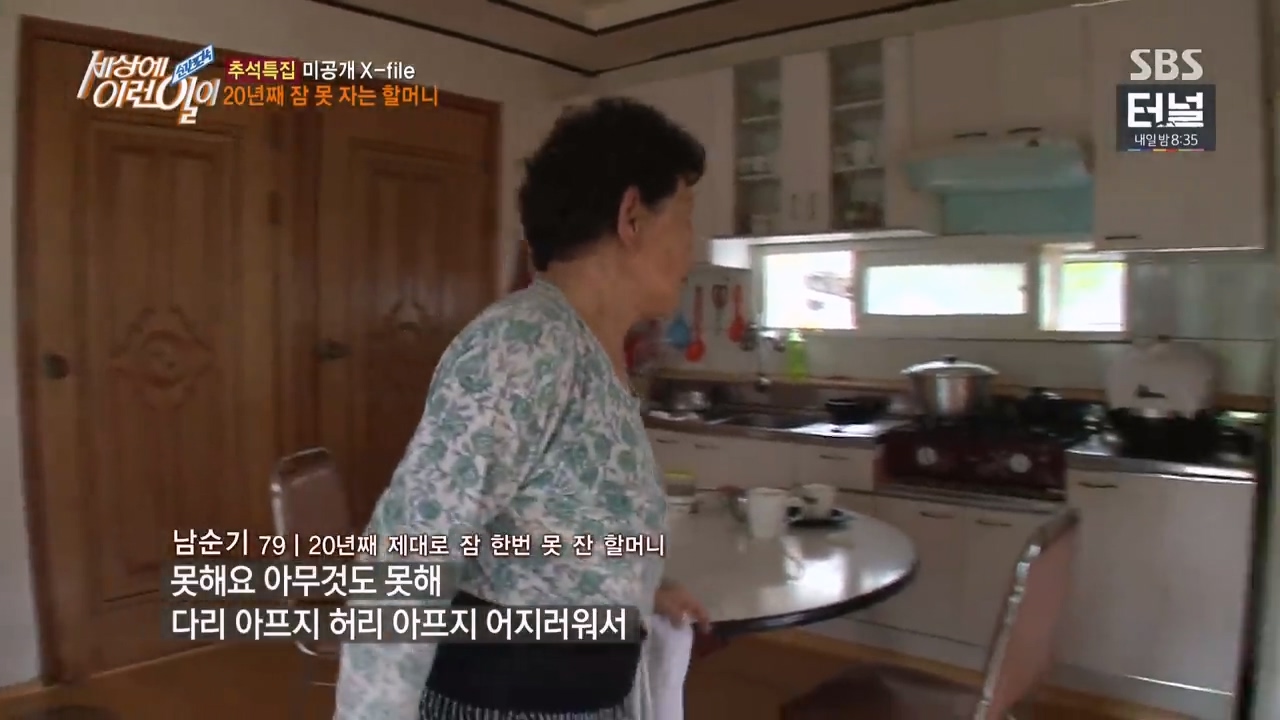 순간포착
세상에
이런일이
추석특집 미공개 X-file
20년째 잠 못 자는 할머니
SBS
터널
내일 밤 8:35
남순기 79 | 20년째 제대로 잠 한번 못 잔 할머니
못해요 아무것도 못해
다리 아프지 허리 아프지 어지러워서